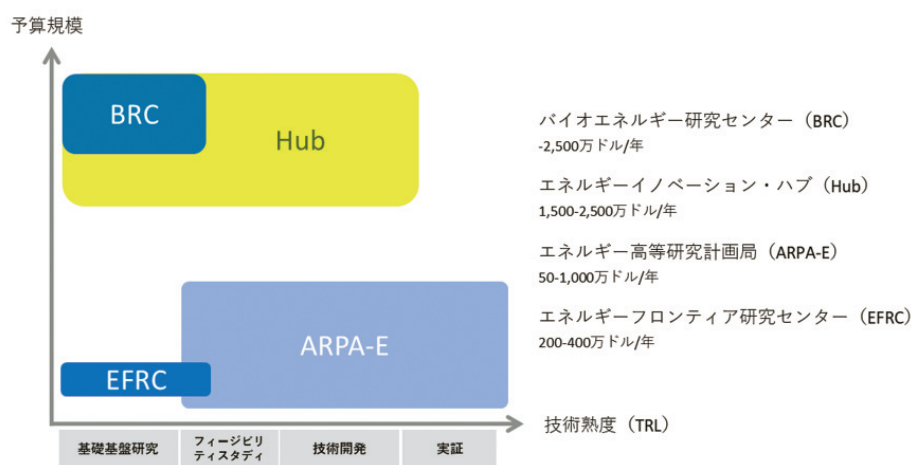 予算規模
BRC
Hub
ARPA-E
EFRC
バイオエネルギー研究センター（BRC）
-2,500万ドル/年
エネルギーイノベーション・ハブ（Hub）
1,500-2,500万ドル/年
エネルギー高等研究計画局（ARPA-E）
50-1,000万ドル/年
エネルギーフロンティア研究センター（EFRC）
200-400万ドル/年
技術熟度（TRL）
基礎基盤研究
フィージビリ
ティスタディ
技術開発
実証